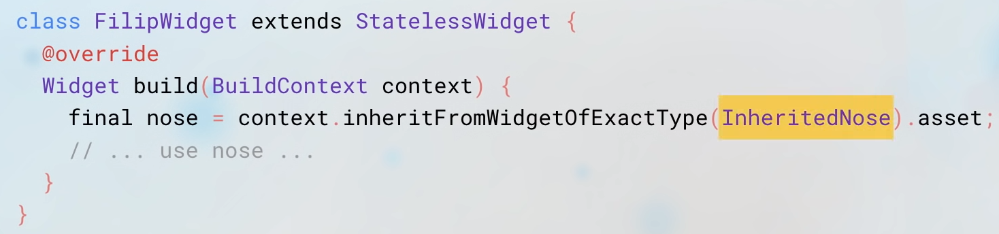 class FilipWidget extends StatelessWidget {
  @override
  Widget build(BuildContext context) {
    final nose = context.inheritFromWidgetOfExactType(InheritedNose).asset;
    // ... use nose ...
  }
}